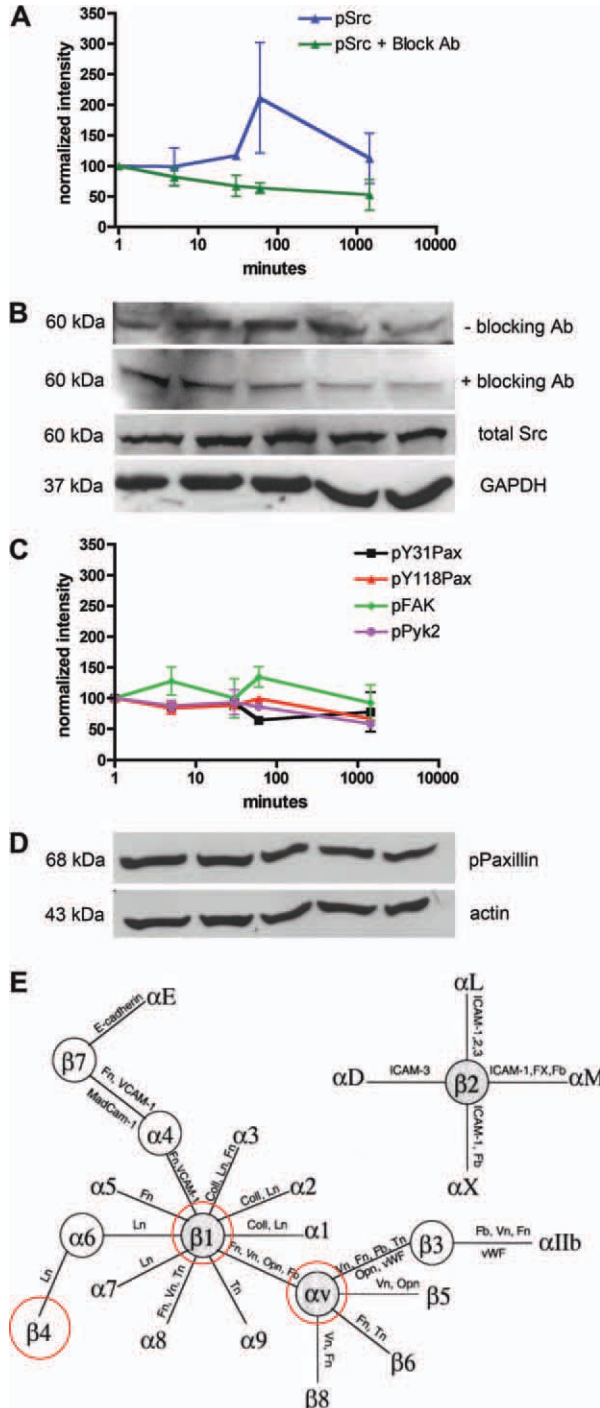 A
pSrc
pSrc + Block Ab
normalized intensity
350
300
250
200
150
100
50
0
1
10
100
1000
10000
minutes
B
60 kDa
- blocking Ab
60 kDa
+ blocking Ab
60 kDa
total Src
37 kDa
GAPDH
C
pY31Pax
pY118Pax
pFAK
pPyk2
normalized intensity
350
300
250
200
150
100
50
0
1
10
100
1000
10000
minutes
D
68 kDa
pPaxillin
43 kDa
actin
E
αE
E-cadherin
β7
Fn, VCAM-1
MadCam-1
α4
Fn,VCAM-1
α3
Coll, Ln, Fn
α2
Coll, Ln
α1
Coll, Ln
α5
Fn
α6
Ln
β1
Ln
β4
α7
Ln
α8
Fn, Vn, Tn
α9
Tn
Fn, Vn, Opn, Fb
αv
Vn, Fn, Fb, Tn
Opn, vWF
β3
Fb, Vn, Fn
vWF
αIIb
Vn, Opn
β5
Fn, Tn
β6
Vn, Fn
β8
αL
ICAM-1,2,3
αD
ICAM-3
β2
ICAM-1,FX,Fb
αM
ICAM-1, Fb
αX